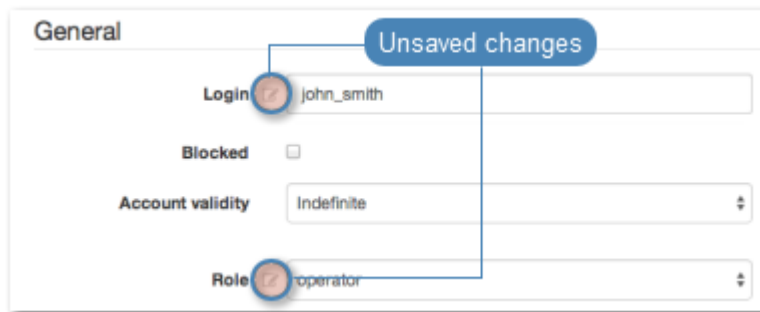 General
Unsaved changes
Login john_smith
Blocked
Account validity Indefinite
Role operator